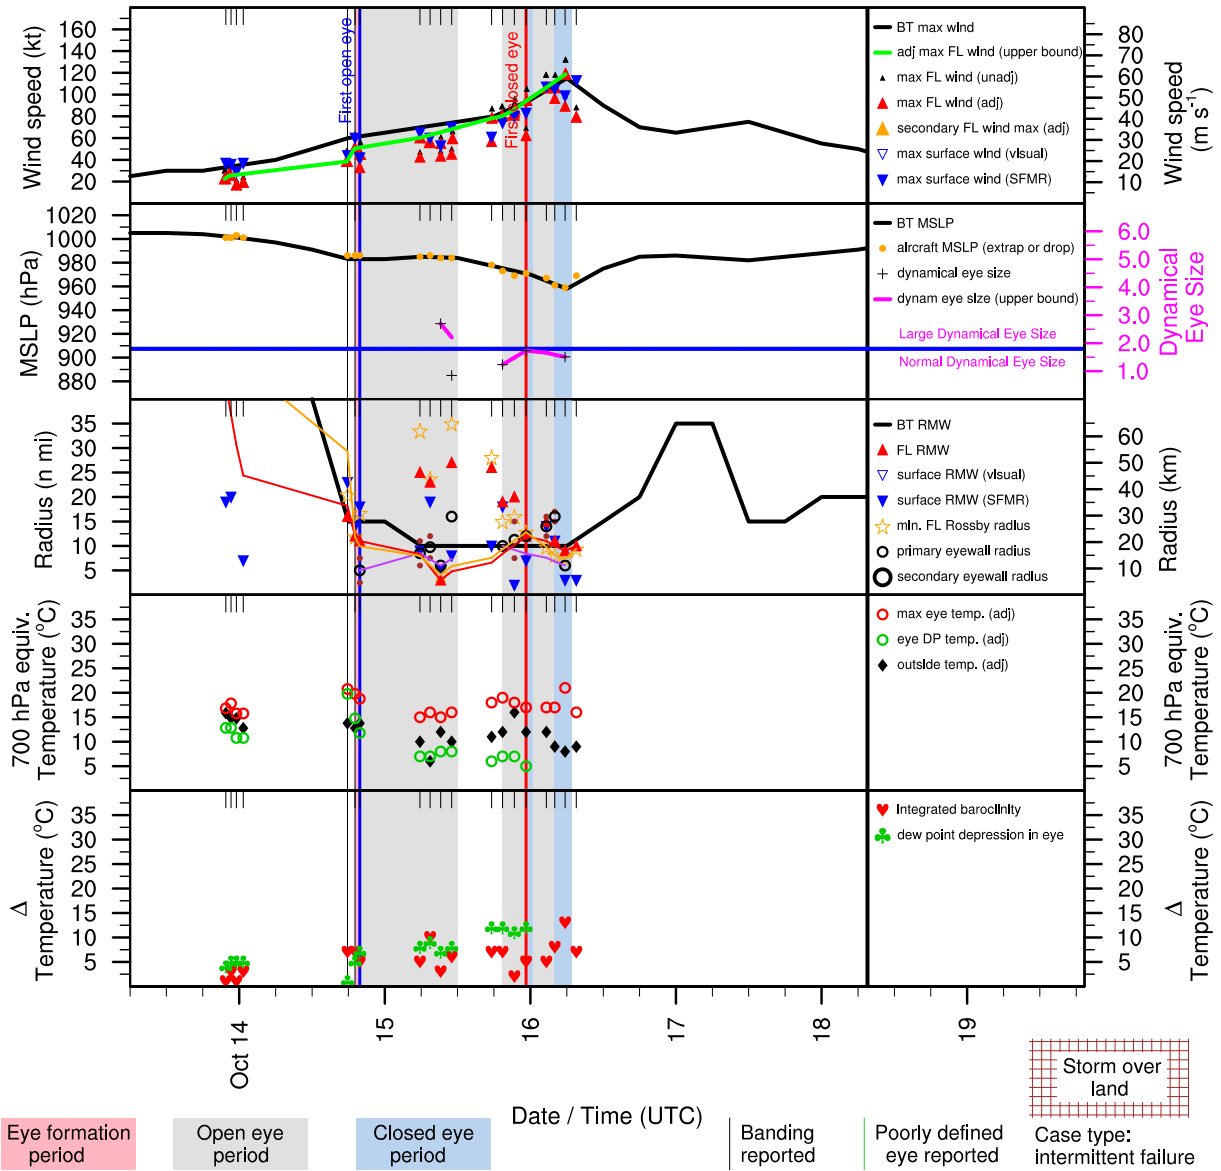 Wind speed (kt)
160
140
120
100
80
60
40
20
First open eye
First closed eye
BT max wind
adj max FL wind (upper bound)
max FL wind (unadj)
max FL wind (adj)
secondary FL wind max (adj)
max surface wind (visual)
max surface wind (SFMR)
80
70
60
50
40
30
20
10
Wind speed
(m s⁻¹)
MSLP (hPa)
1020
1000
980
960
940
920
900
880
BT MSLP
aircraft MSLP (extrap or drop)
dynamical eye size
dynam eye size (upper bound)
Large Dynamical Eye Size
Normal Dynamical Eye Size
6.0
5.0
4.0
3.0
2.0
1.0
Dynamical
Eye Size
Radius (n mi)
35
30
25
20
15
10
5
BT RMW
FL RMW
surface RMW (visual)
surface RMW (SFMR)
min. FL Rossby radius
primary eyewall radius
secondary eyewall radius
60
50
40
30
20
10
Radius (km)
700 hPa equiv.
Temperature (°C)
35
30
25
20
15
10
5
max eye temp. (adj)
eye DP temp. (adj)
outside temp. (adj)
35
30
25
20
15
10
5
700 hPa equiv.
Temperature (°C)
Δ
Temperature (°C)
35
30
25
20
15
10
5
integrated baroclinity
dew point depression in eye
35
30
25
20
15
10
5
Δ
Temperature (°C)
Oct 14
15
16
17
18
19
Date / Time (UTC)
Storm over
land
Eye formation
period
Open eye
period
Closed eye
period
Banding
reported
Poorly defined
eye reported
Case type:
intermittent failure